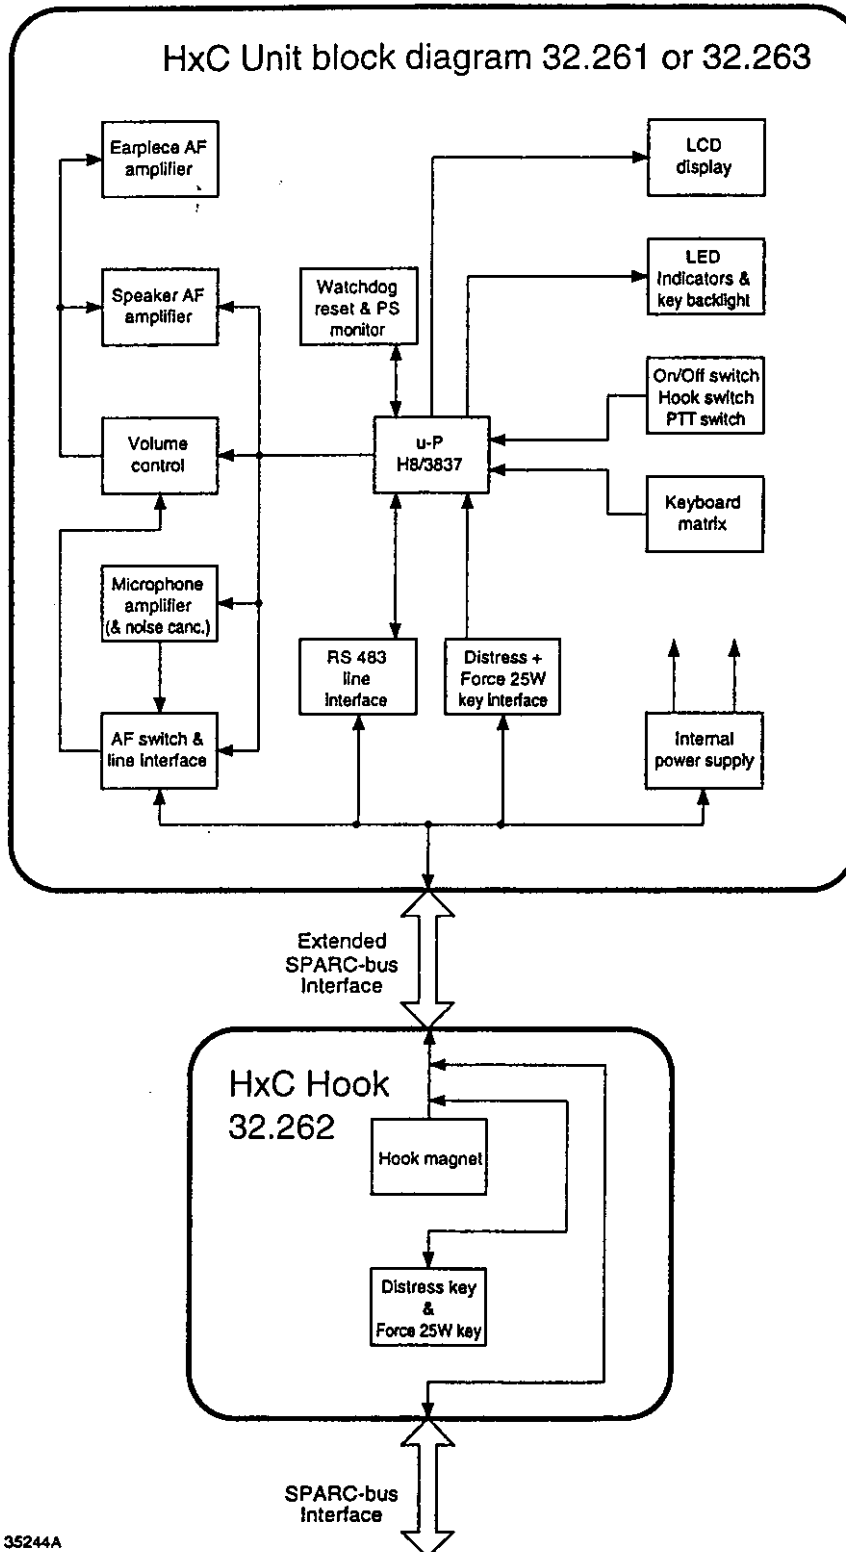 HxC Unit block diagram 32.261 or 32.263
Earpiece AF
amplifier
LCD
display
Speaker AF
amplifier
Watchdog
reset & PS
monitor
LED
Indicators &
key backlight
On/Off switch
Hook switch
PTT switch
Volume
control
u-P
H8/3837
Keyboard
matrix
Microphone
amplifier
(& noise canc.)
RS 483
line
Interface
Distress +
Force 25W
key Interface
AF switch &
line Interface
Internal
power supply
Extended
SPARC-bus
Interface
HxC Hook
32.262
Hook magnet
Distress key
&
Force 25W key
SPARC-bus
Interface
35244A